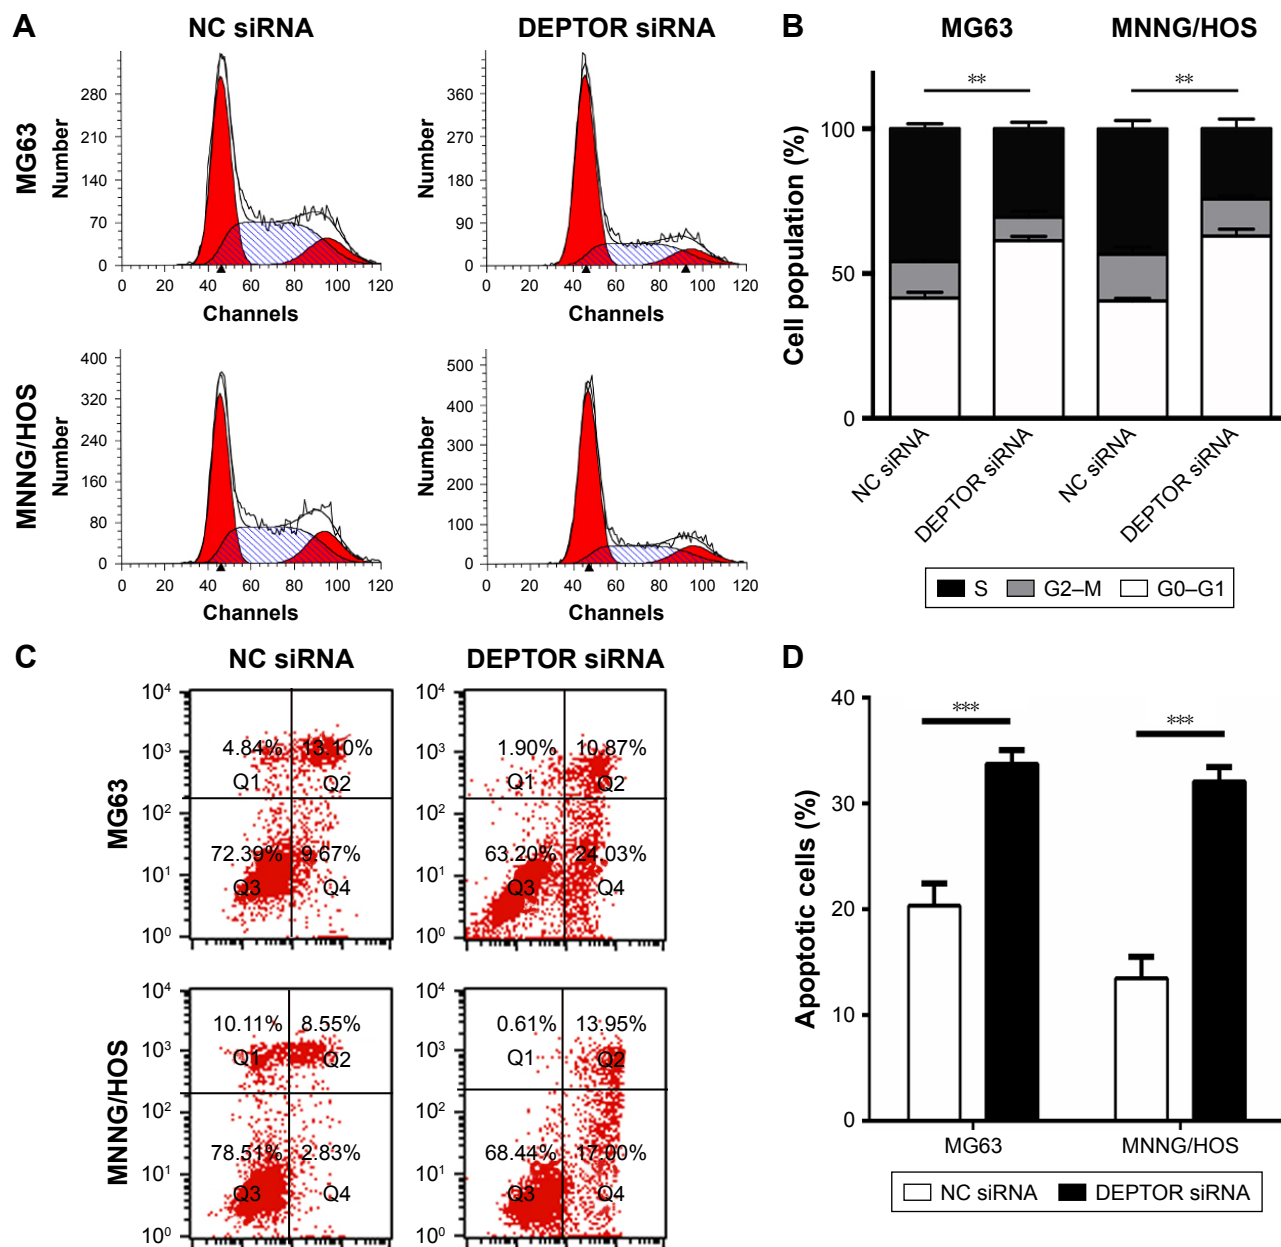 A
NC siRNA
DEPTOR siRNA
MG63
Number
280
210
140
70
0
0 20 40 60 80 100 120
Channels
Number
360
270
180
90
0
0 20 40 60 80 100 120
Channels
MNNG/HOS
Number
400
320
240
160
80
0
0 20 40 60 80 100 120
Channels
Number
500
400
300
200
100
0
0 20 40 60 80 100 120
Channels
B
MG63
MNNG/HOS
** **
Cell population (%)
100
50
0
NC siRNA
DEPTOR siRNA
NC siRNA
DEPTOR siRNA
S G2–M G0–G1
C
NC siRNA
DEPTOR siRNA
MG63
10⁴
10³
10²
10¹
10⁰
4.84% 13.10%
Q1 Q2
72.39% 9.67%
Q3 Q4
10⁴
10³
10²
10¹
10⁰
1.90% 10.87%
Q1 Q2
63.20% 24.03%
Q3 Q4
MNNG/HOS
10⁴
10³
10²
10¹
10⁰
10.11% 8.55%
Q1 Q2
78.51% 2.83%
Q3 Q4
10⁴
10³
10²
10¹
10⁰
0.61% 13.95%
Q1 Q2
68.44% 17.00%
Q3 Q4
D
Apoptotic cells (%)
40
30
20
10
0
*** ***
MG63 MNNG/HOS
NC siRNA DEPTOR siRNA